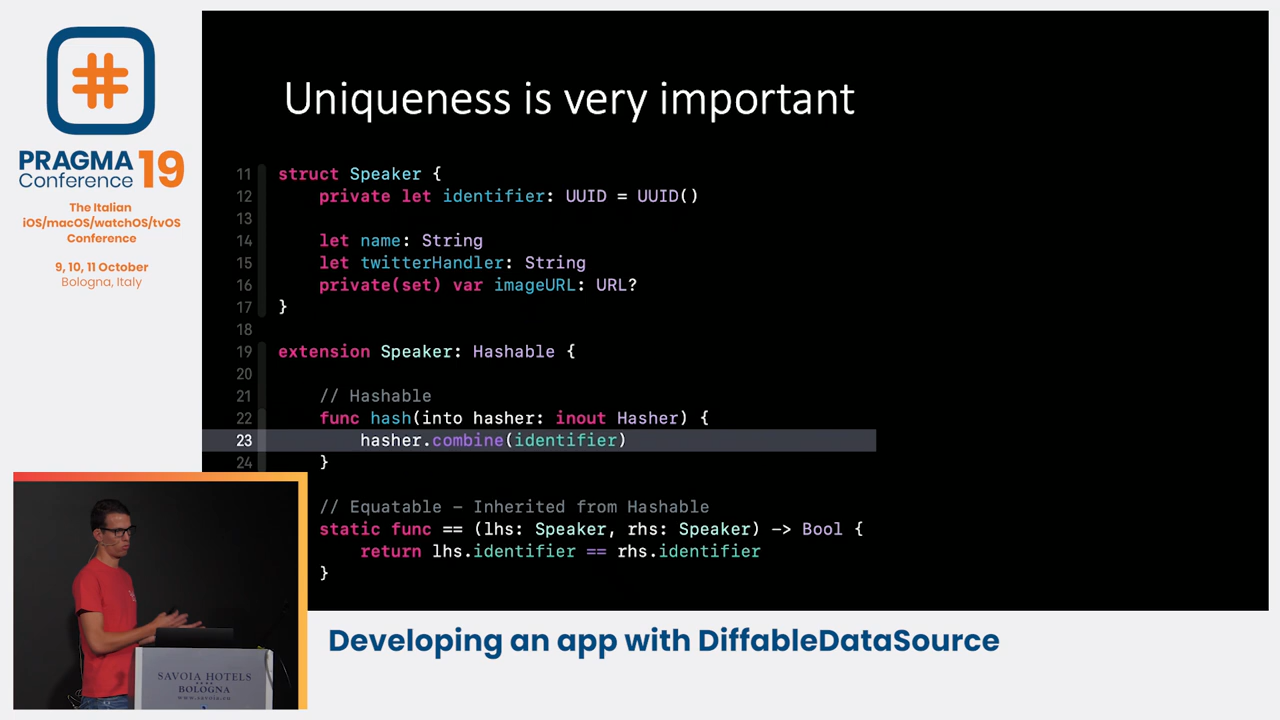 #
PRAGMA 19
Conference
The Italian
iOS/macOS/watchOS/tvOS
Conference
9, 10, 11 October
Bologna, Italy
Uniqueness is very important
11 struct Speaker {
12 private let identifier: UUID = UUID()
13
14 let name: String
15 let twitterHandler: String
16 private(set) var imageURL: URL?
17 }
18
19 extension Speaker: Hashable {
20
21 // Hashable
22 func hash(into hasher: inout Hasher) {
23 hasher.combine(identifier)
24 }
// Equatable – Inherited from Hashable
static func == (lhs: Speaker, rhs: Speaker) -> Bool {
return lhs.identifier == rhs.identifier
}
SAVOIA HOTELS
BOLOGNA
www.savoia.eu
Developing an app with DiffableDataSource